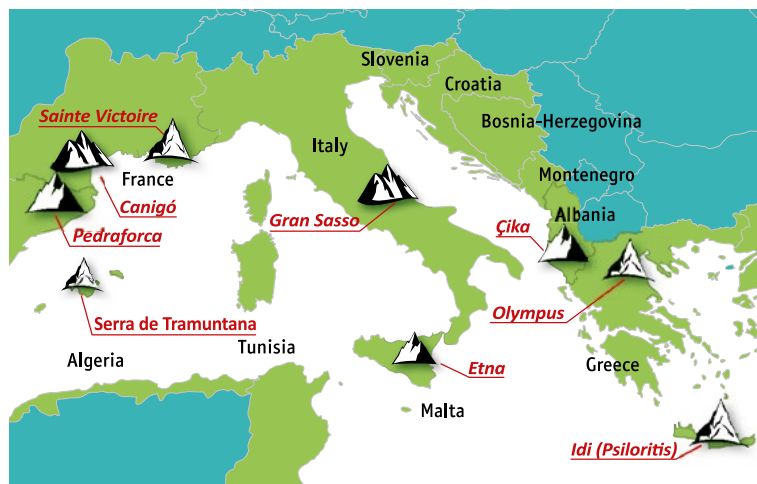 Slovenia
Croatia
Sainte Victoire
Bosnia-Herzegovina
Italy
Montenegro
France
Canigó
Albania
Gran Sasso
Çika
Pedraforca
Olympus
Serra de Tramuntana
Tunisia
Algeria
Etna
Greece
Malta
Idi (Psiloritis)